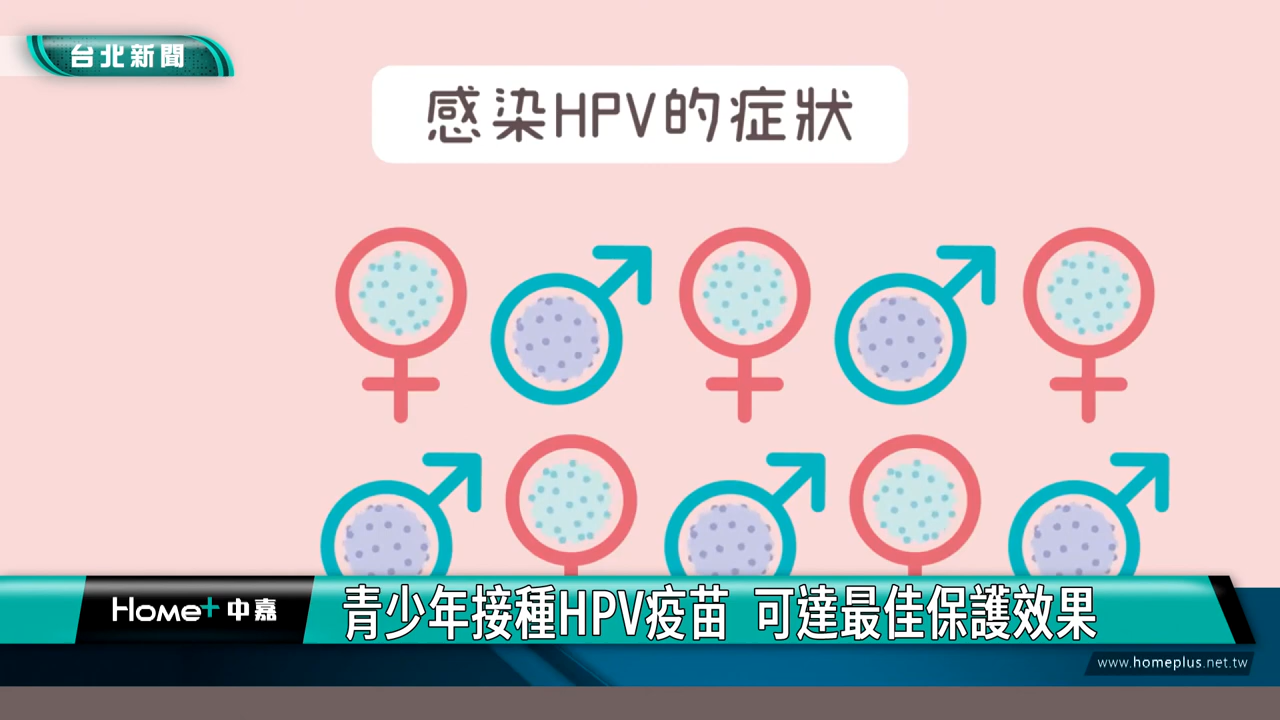 台北新聞
感染HPV的症狀
Home+中嘉
青少年接種HPV疫苗 可達最佳保護效果
www.homeplus.net.tw